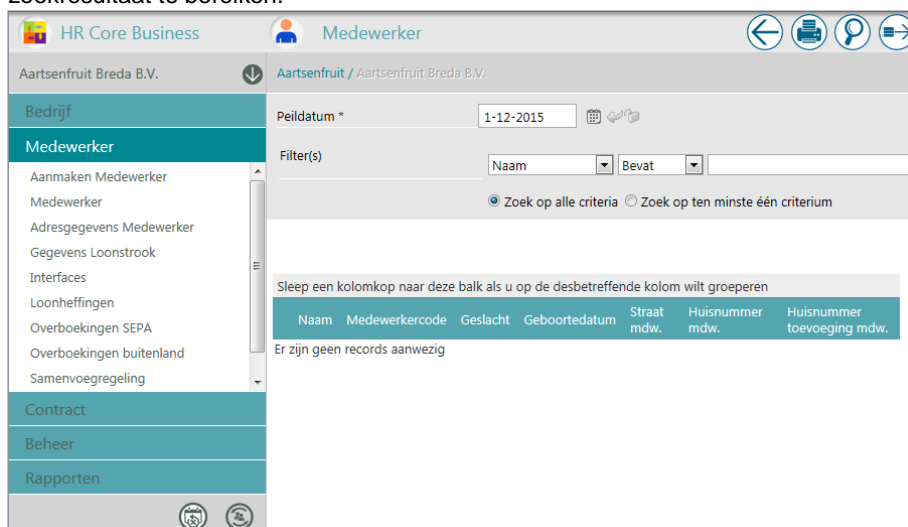 zoekresultaat te bereiken.
HR Core Business
Medewerker
Aartsenfruit Breda B.V.
Aartsenfruit / Aartsenfruit Breda B.V.
Bedrijf
Medewerker
Aanmaken Medewerker
Medewerker
Adresgegevens Medewerker
Gegevens Loonstrook
Interfaces
Loonheffingen
Overboekingen SEPA
Overboekingen buitenland
Samenvoegregeling
Contract
Beheer
Rapporten
Peildatum *
1-12-2015
Filter(s)
Naam
Bevat
Zoek op alle criteria
Zoek op ten minste één criterium
Sleep een kolomkop naar deze balk als u op de desbetreffende kolom wilt groeperen
Naam
Medewerkercode
Geslacht
Geboortedatum
Straat
mdw.
Huisnummer
mdw.
Huisnummer
toevoeging mdw.
Er zijn geen records aanwezig